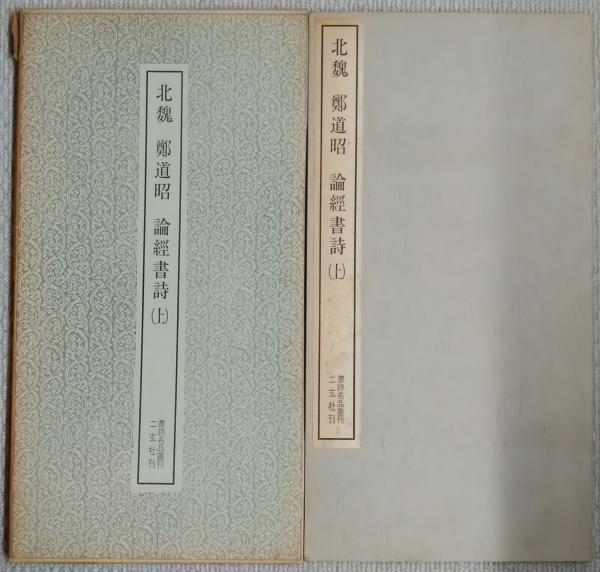 北魏 鄭道昭 論經書詩(上)
書跡名品叢刊
二玄社刊
北魏 鄭道昭 論經書詩(上)
書跡名品叢刊
二玄社刊